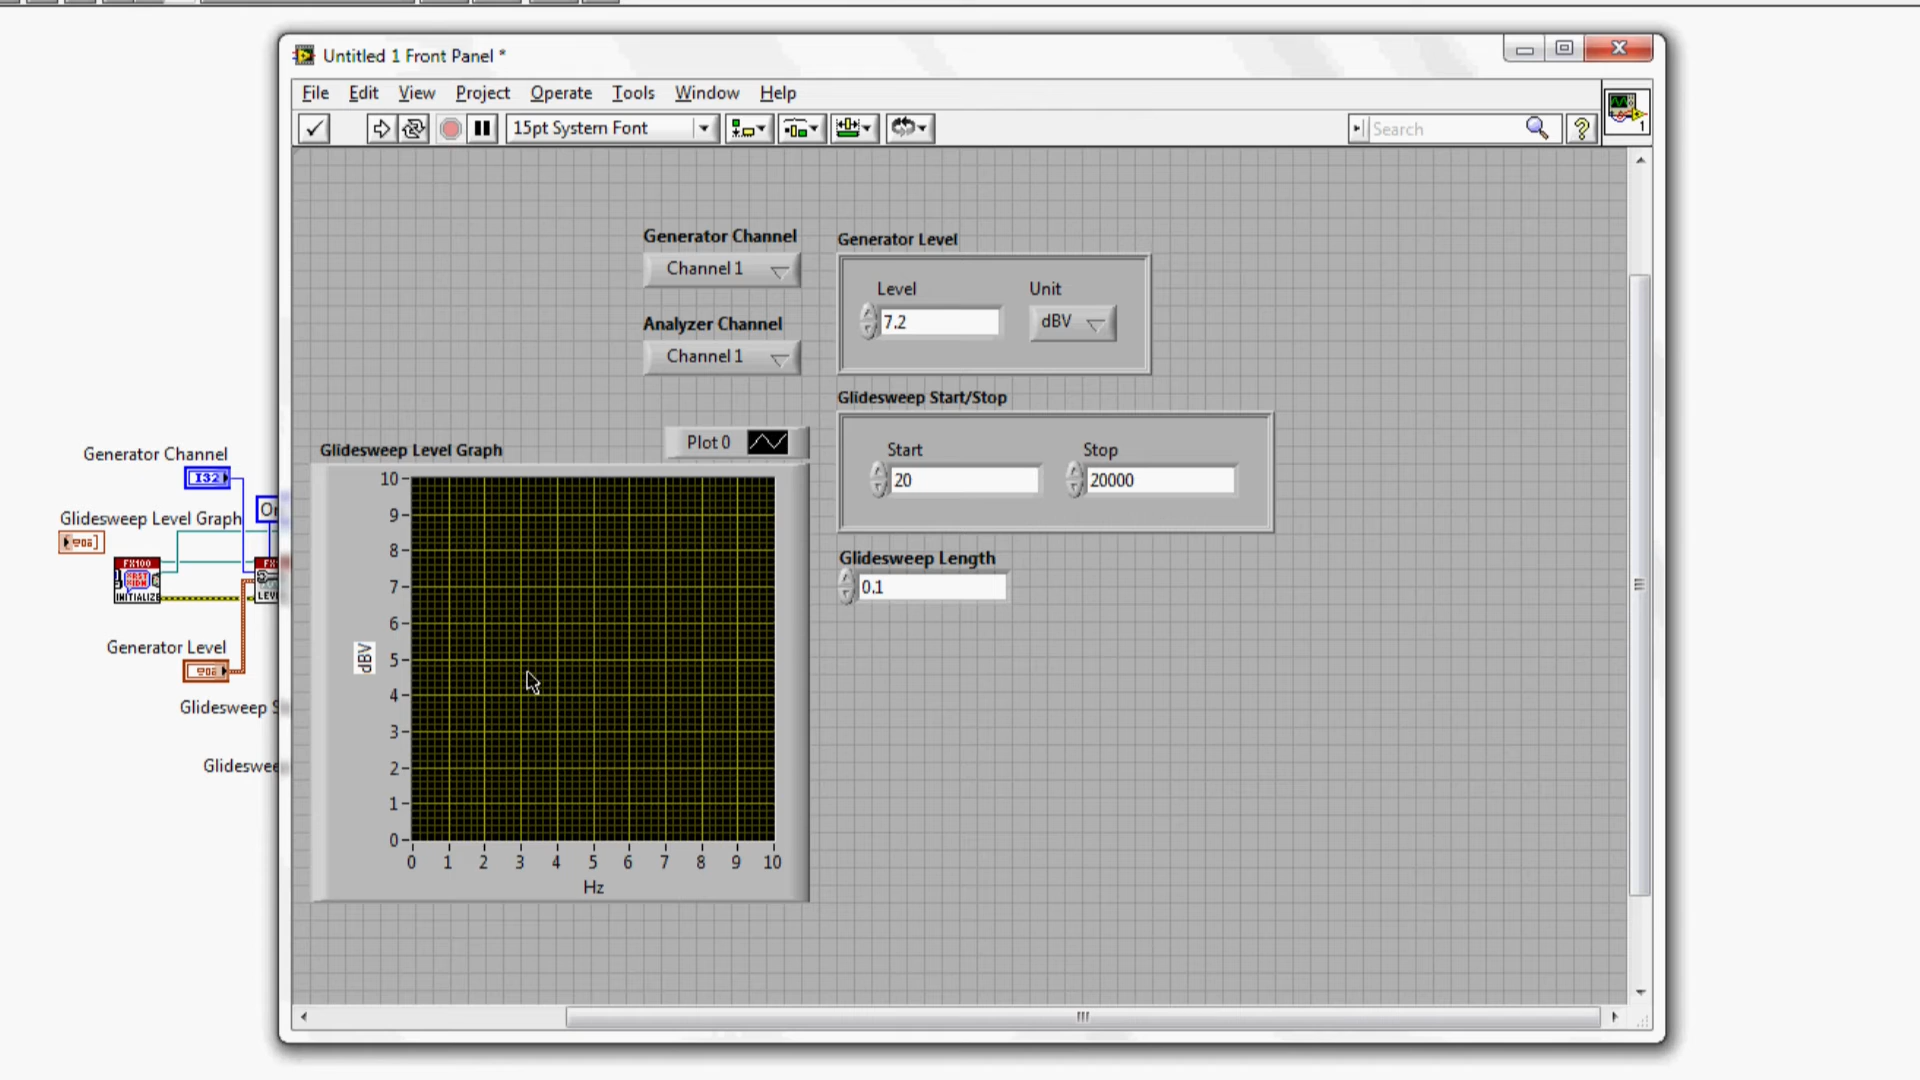 Untitled 1 Front Panel *
File Edit View Project Operate Tools Window Help
15pt System Font
Search
?
1
Generator Channel
Channel 1
Generator Level
Level
7.2
Unit
dBV
Analyzer Channel
Channel 1
Glidesweep Start/Stop
Start
20
Stop
20000
Glidesweep Length
0.1
Glidesweep Level Graph
Plot 0
10
9
8
7
6
5
4
3
2
1
0
dBV
0 1 2 3 4 5 6 7 8 9 10
Hz
Generator Channel
I32
Glidesweep Level Graph
FX100
INITIALIZE
Generator Level
Glidesweep